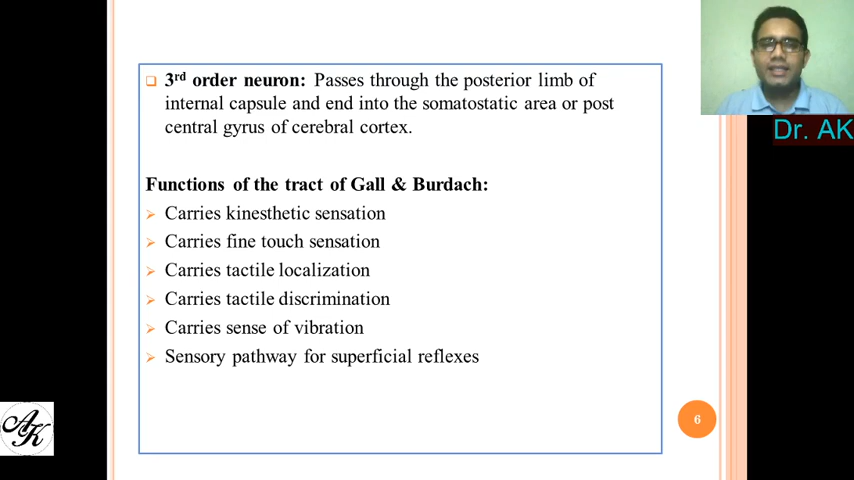 3rd order neuron: Passes through the posterior limb of
internal capsule and end into the somatostatic area or post
central gyrus of cerebral cortex.
Functions of the tract of Gall & Burdach:
Carries kinesthetic sensation
Carries fine touch sensation
Carries tactile localization
Carries tactile discrimination
Carries sense of vibration
Sensory pathway for superficial reflexes
Dr. AK
AK
6